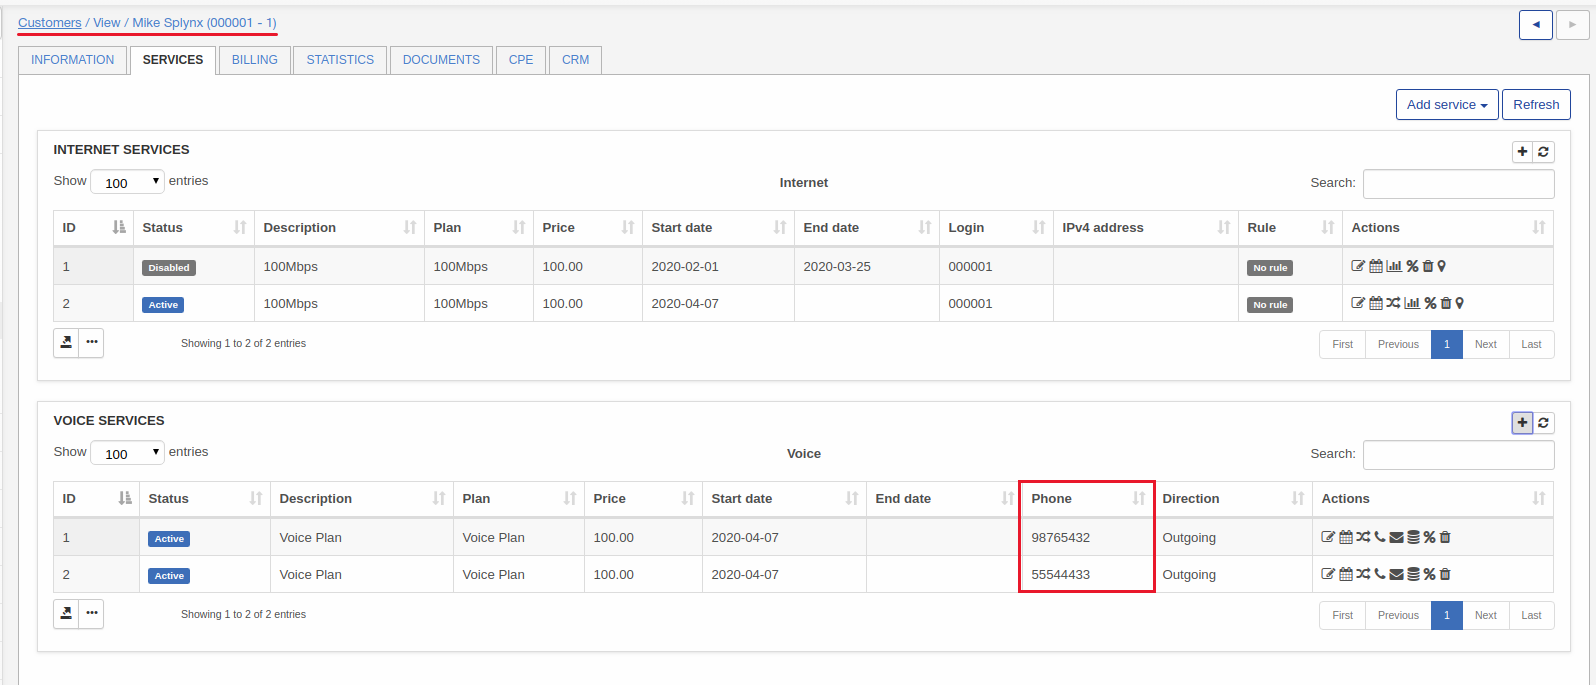 Customers / View / Mike Splynx (000001 - 1)
INFORMATION SERVICES BILLING STATISTICS DOCUMENTS CPE CRM
Add service Refresh
INTERNET SERVICES
Show 100 entries Internet Search:
ID Status Description Plan Price Start date End date Login IPv4 address Rule Actions
1 Disabled 100Mbps 100Mbps 100.00 2020-02-01 2020-03-25 000001 No rule
2 Active 100Mbps 100Mbps 100.00 2020-04-07 000001 No rule
Showing 1 to 2 of 2 entries First Previous 1 Next Last
VOICE SERVICES
Show 100 entries Voice Search:
ID Status Description Plan Price Start date End date Phone Direction Actions
1 Active Voice Plan Voice Plan 100.00 2020-04-07 98765432 Outgoing
2 Active Voice Plan Voice Plan 100.00 2020-04-07 55544433 Outgoing
Showing 1 to 2 of 2 entries First Previous 1 Next Last